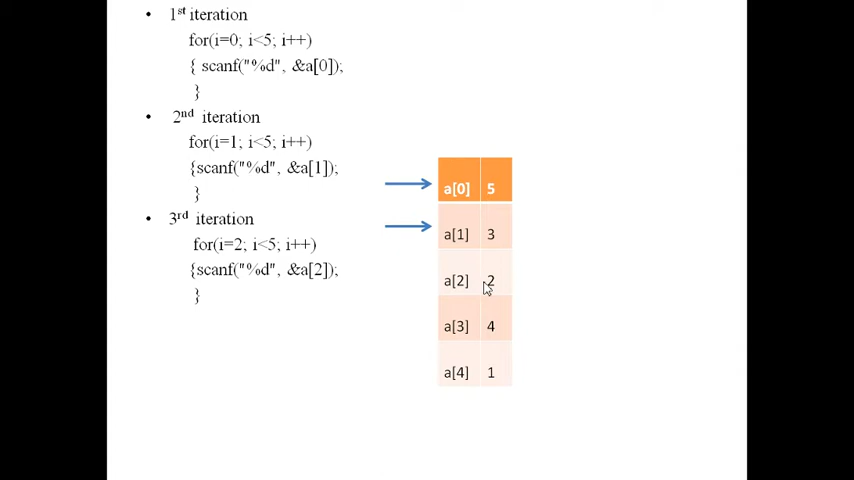 • 1st iteration
for(i=0; i<5; i++)
{ scanf("%d", &a[0]);
}
• 2nd iteration
for(i=1; i<5; i++)
{scanf("%d", &a[1]);
}
• 3rd iteration
for(i=2; i<5; i++)
{scanf("%d", &a[2]);
}
a[0] 5
a[1] 3
a[2] 2
a[3] 4
a[4] 1